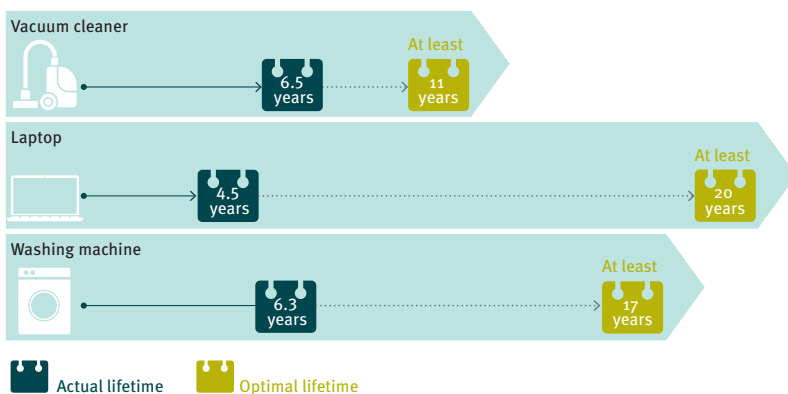 Vacuum cleaner
At least
6.5
years
11
years
Laptop
At least
4.5
years
20
years
Washing machine
At least
6.3
years
17
years
Actual lifetime
Optimal lifetime